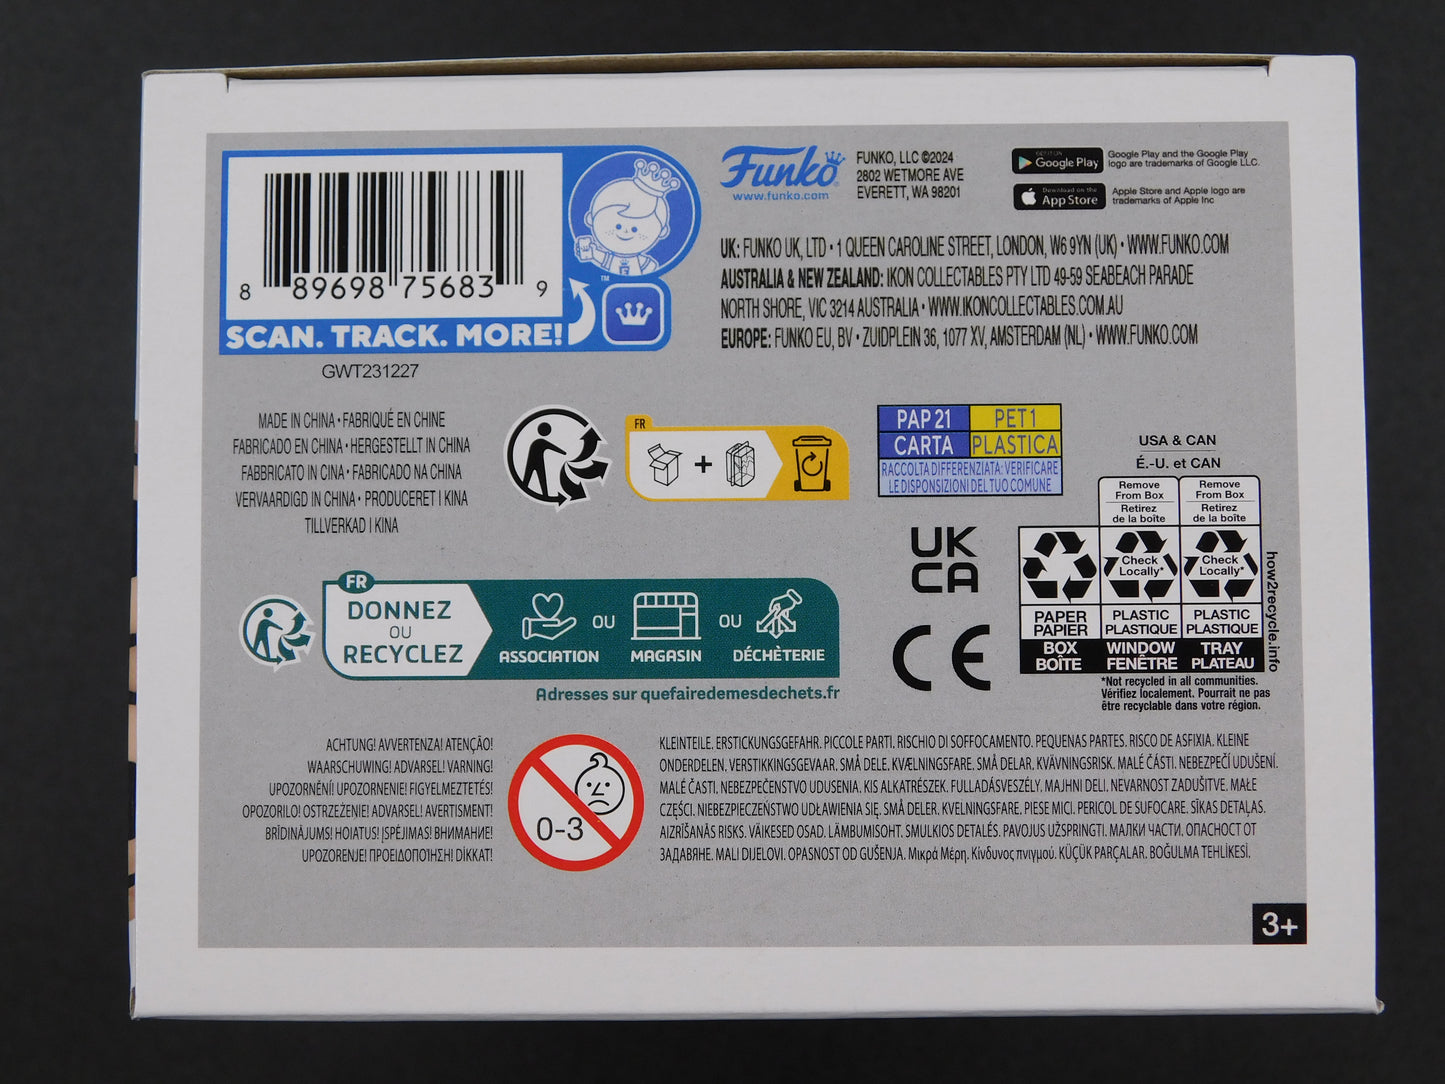 8 89698 75683 9
SCAN. TRACK. MORE!
™
GWT231227
Funko
www.funko.com
FUNKO, LLC ©2024
2802 WETMORE AVE
EVERETT, WA 98201
GET IT ON
Google Play
Google Play and the Google Play
logo are trademarks of Google LLC.
Download on the
App Store
Apple Store and Apple logo are
trademarks of Apple Inc
UK: FUNKO UK, LTD • 1 QUEEN CAROLINE STREET, LONDON, W6 9YN (UK) • WWW.FUNKO.COM
AUSTRALIA & NEW ZEALAND: IKON COLLECTABLES PTY LTD 49-59 SEABEACH PARADE
NORTH SHORE, VIC 3214 AUSTRALIA • WWW.IKONCOLLECTABLES.COM.AU
EUROPE: FUNKO EU, BV • ZUIDPLEIN 36, 1077 XV, AMSTERDAM (NL) • WWW.FUNKO.COM
MADE IN CHINA • FABRIQUÉ EN CHINE
FABRICADO EN CHINA • HERGESTELLT IN CHINA
FABBRICATO IN CINA • FABRICADO NA CHINA
VERVAARDIGD IN CHINA • PRODUCERET I KINA
TILLVERKAD I KINA
FR
+
PAP 21 PET 1
CARTA PLASTICA
RACCOLTA DIFFERENZIATA: VERIFICARE
LE DISPOSIZIONI DEL TUO COMUNE
UK
CA
CE
USA & CAN
É.-U. et CAN
Remove From Box
Retirez de la boîte
Remove From Box
Retirez de la boîte
Check Locally*
Check Locally*
PAPER
PAPIER
PLASTIC
PLASTIQUE
PLASTIC
PLASTIQUE
BOX
BOÎTE
WINDOW
FENÊTRE
TRAY
PLATEAU
how2recycle.info
*Not recycled in all communities.
Vérifiez localement. Pourrait ne pas
être recyclable dans votre région.
FR
DONNEZ
OU
RECYCLEZ
ASSOCIATION
OU
MAGASIN
OU
DÉCHÈTERIE
Adresses sur quefairedemesdechets.fr
ACHTUNG! AVVERTENZA! ATENÇÃO!
WAARSCHUWING! ADVARSEL! VARNING!
UPOZORNĚNÍ! UPOZORNENIE! FIGYELMEZTETÉS!
OPOZORILO! OSTRZEŻENIE! ADVARSEL! AVERTISMENT!
BRĪDINĀJUMS! HOIATUS! ĮSPĖJIMAS! ВНИМАНИЕ!
UPOZORENJE! ΠΡΟΕΙΔΟΠΟΊΗΣΗ! DİKKAT!
0-3
KLEINTEILE. ERSTICKUNGSGEFAHR. PICCOLE PARTI. RISCHIO DI SOFFOCAMENTO. PEQUENAS PARTES. RISCO DE ASFIXIA. KLEINE
ONDERDELEN. VERSTIKKINGSGEVAAR. SMÅ DELE. KVÆLNINGSFARE. SMÅ DELAR. KVÄVNINGSRISK. MALÉ ČÁSTI. NEBEZPEČÍ UDUŠENÍ.
MALÉ ČASTI, NEBEZPEČENSTVO UDUSENIA. KIS ALKATRÉSZEK. FULLADÁSVESZÉLY. MAJHNI DELI. NEVARNOST ZADUŠITVE. MAŁE
CZĘŚCI. NIEBEZPIECZEŃSTWO UDŁAWIENIA SIĘ. SMÅ DELER. KVELNINGSFARE. PIESE MICI. PERICOL DE SUFOCARE. SĪKAS DETAĻAS.
AIZRĪŠANĀS RISKS. VÄIKESED OSAD. LÄMBUMISOHT. SMULKIOS DETALĖS. PAVOJUS UŽSPRINGTI. МАЛКИ ЧАСТИ. ОПАСНОСТ ОТ
ЗАДАВЯНЕ. MALI DIJELOVI. OPASNOST OD GUŠENJA. Μικρά Μέρη. Κίνδυνος πνιγμού. KÜÇÜK PARÇALAR. BOĞULMA TEHLİKESİ.
3+